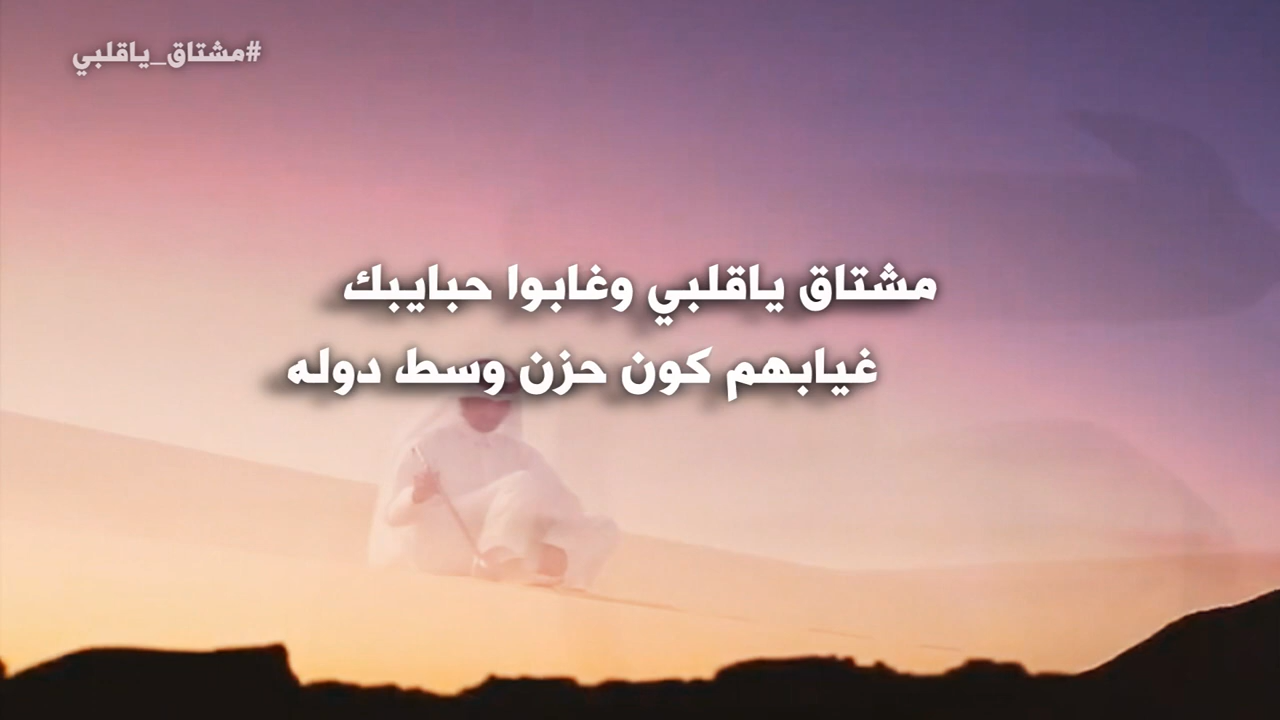 #مشتاق_ياقلبي
مشتاق ياقلبي وغابوا حبايبك
غيابهم كون حزن وسط دوله